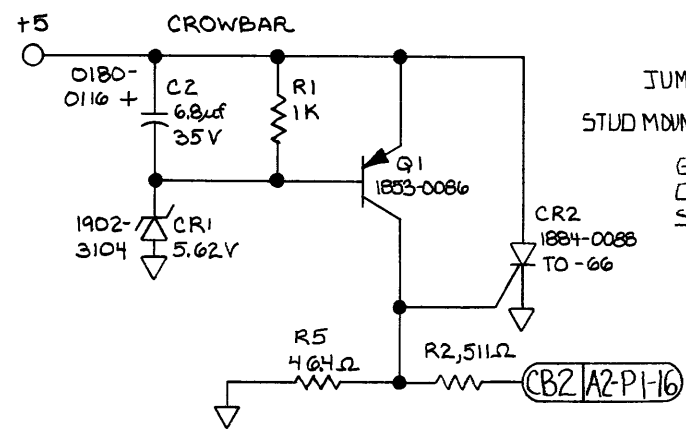 +5
CROWBAR
0180-
0116 +
C2
6.8µf
35V
R1
1K
Q1
1853-0086
1902-
3104
CR1
5.62V
CR2
1884-0088
TO-66
R5
464Ω
R2, 511Ω
CB2 A2-P1-16
JUM
STUD MOUN